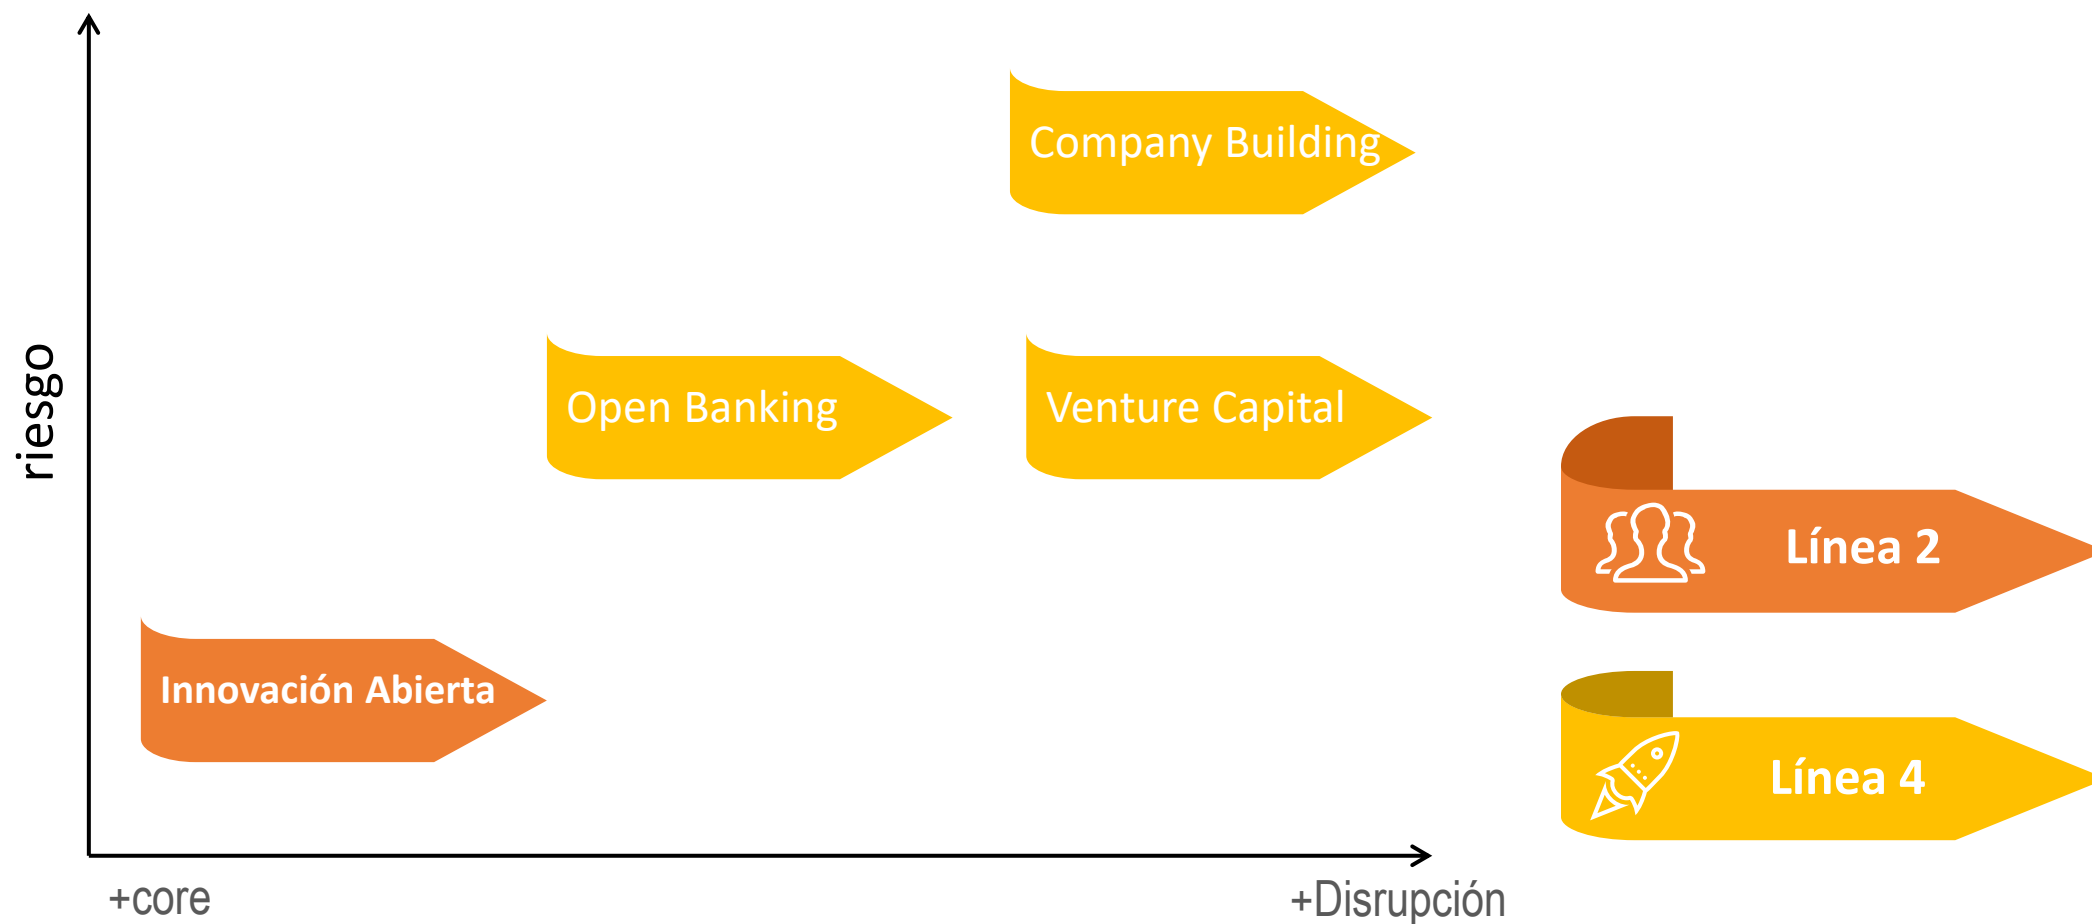 Company Building
riesgo
Open Banking
Venture Capital
Línea 2
Innovación Abierta
Línea 4
+core
+Disrupción